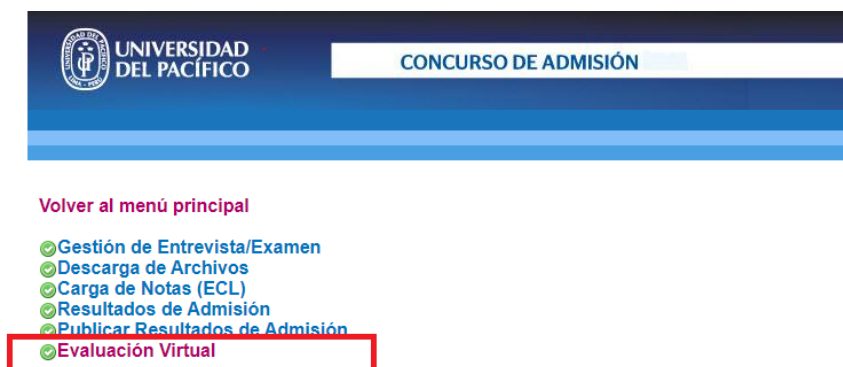 UNIVERSIDAD
DEL PACÍFICO
CONCURSO DE ADMISIÓN
Volver al menú principal
Gestión de Entrevista/Examen
Descarga de Archivos
Carga de Notas (ECL)
Resultados de Admisión
Publicar Resultados de Admisión
Evaluación Virtual